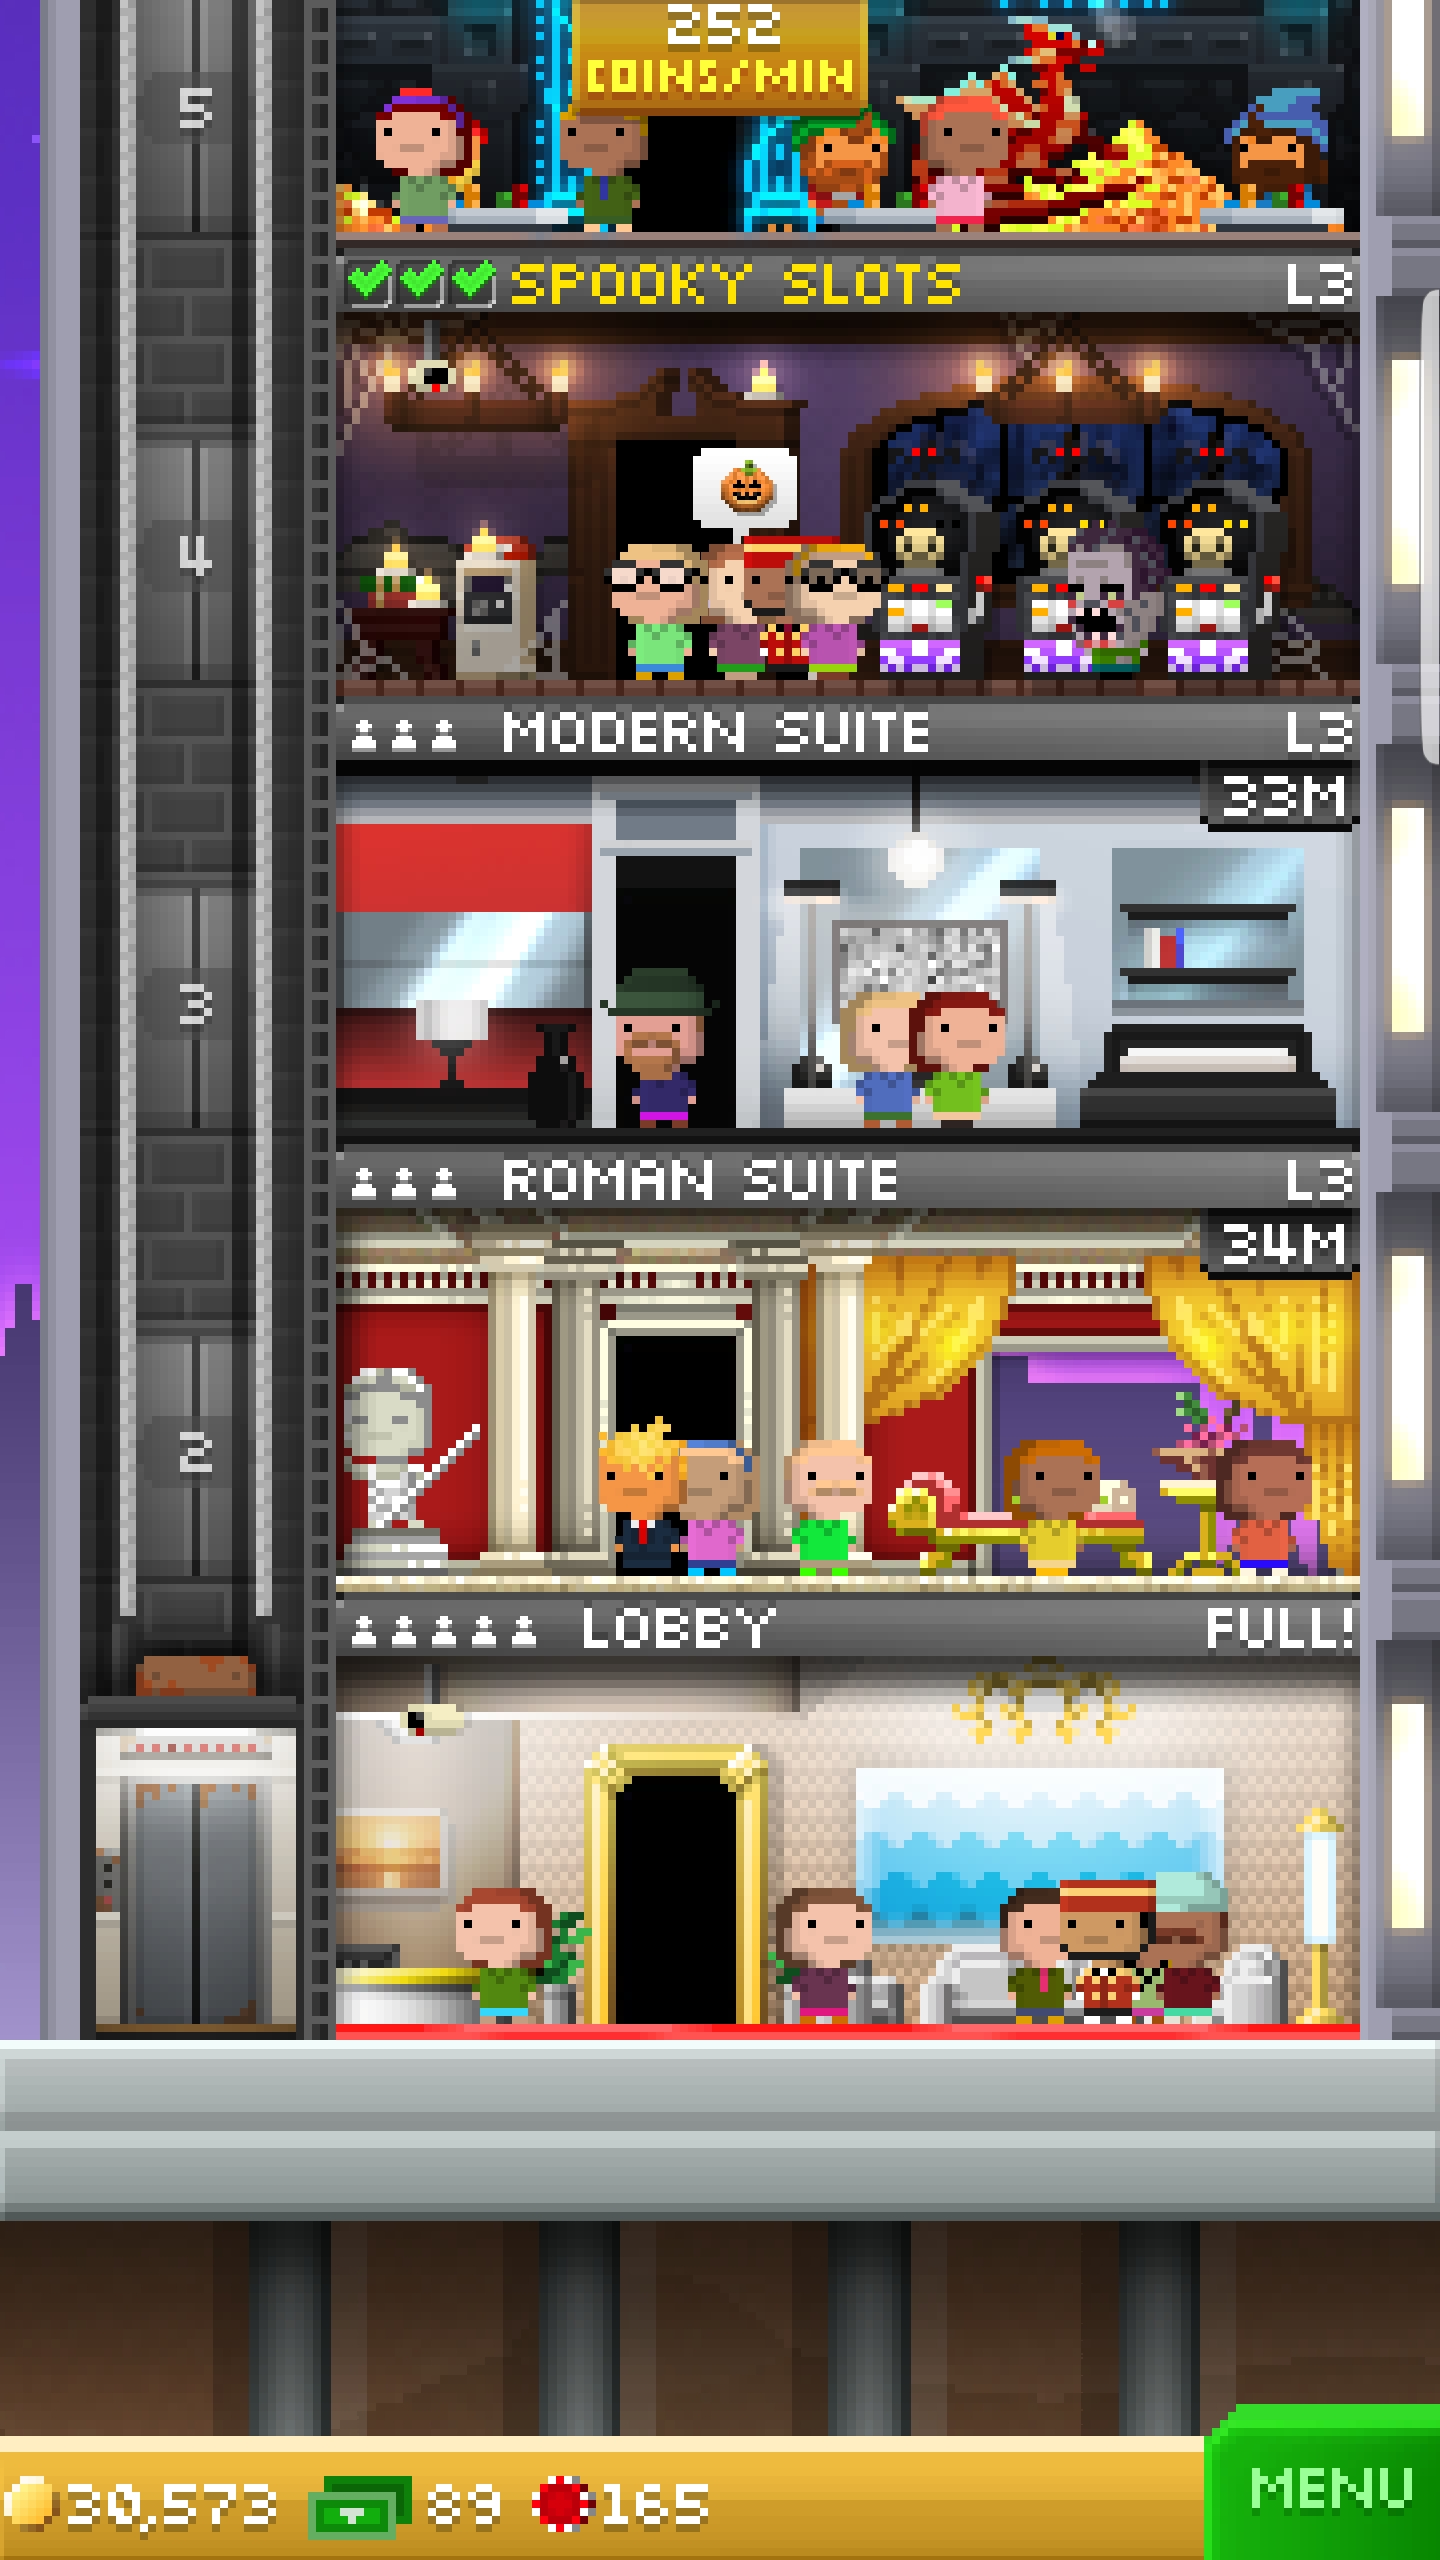 252
COINS/MIN
5
SPOOKY SLOTS L3
4
MODERN SUITE L3
33M
3
ROMAN SUITE L3
34M
2
LOBBY FULL!
30,573 89 165
MENU